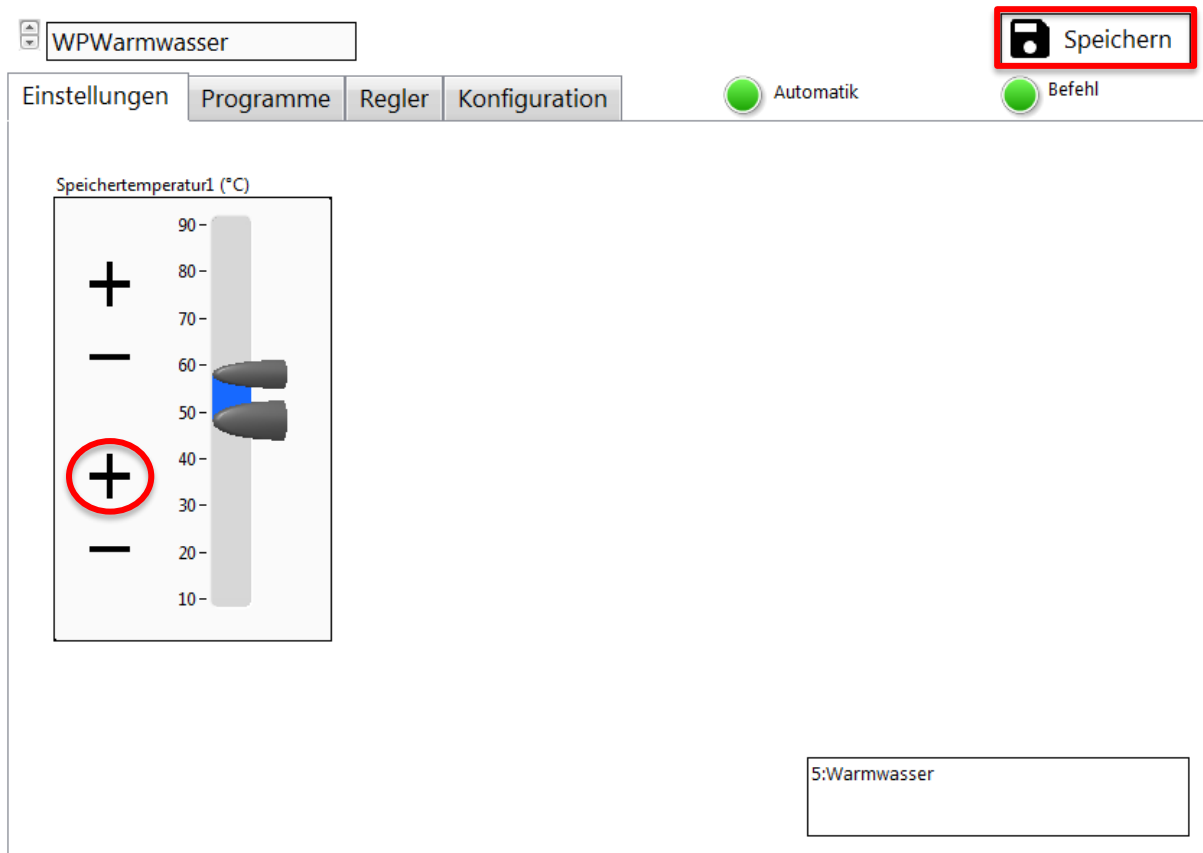 WPWarmwasser
Speichern
Einstellungen
Programme
Regler
Konfiguration
Automatik
Befehl
Speichertemperatur1 (°C)
90
80
70
60
50
40
30
20
10
5:Warmwasser